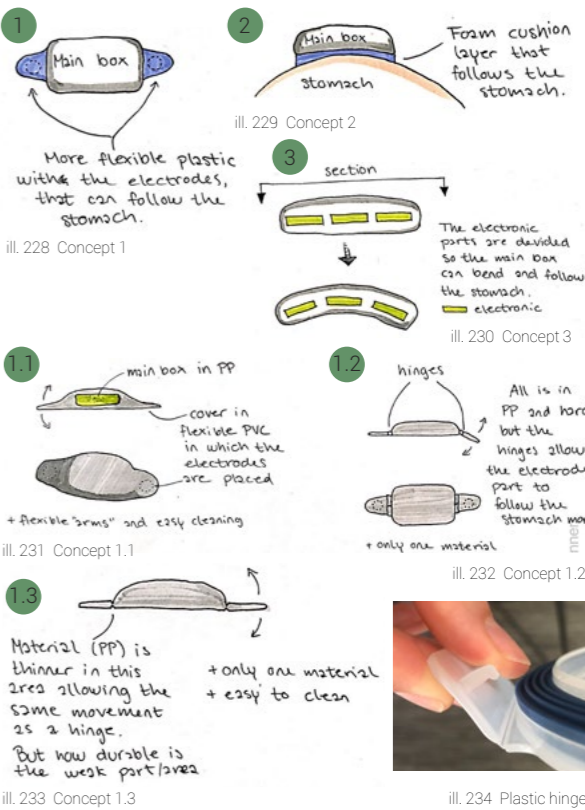 1
Main box
More flexible plastic
with the electrodes,
that can follow the
stomach.
ill. 228 Concept 1
2
Main box
stomach
Foam cushion
layer that
follows the
stomach.
ill. 229 Concept 2
3
section
The electronic
parts are devided
so the main box
can bend and follow
the stomach.
electronic
ill. 230 Concept 3
1.1
main box in PP
cover in
flexible PVC
in which the
electrodes
are placed
+ flexible "arms" and easy cleaning
ill. 231 Concept 1.1
1.2
hinges
All is in
PP and hard
but the
hinges allow
the electrode
part to
follow the
stomach
+ only one material
ill. 232 Concept 1.2
1.3
Material (PP) is
thinner in this
area allowing the
same movement
as a hinge.
But how durable is
the weak part/area
+ only one material
+ easy to clean
ill. 233 Concept 1.3
ill. 234 Plastic hinge